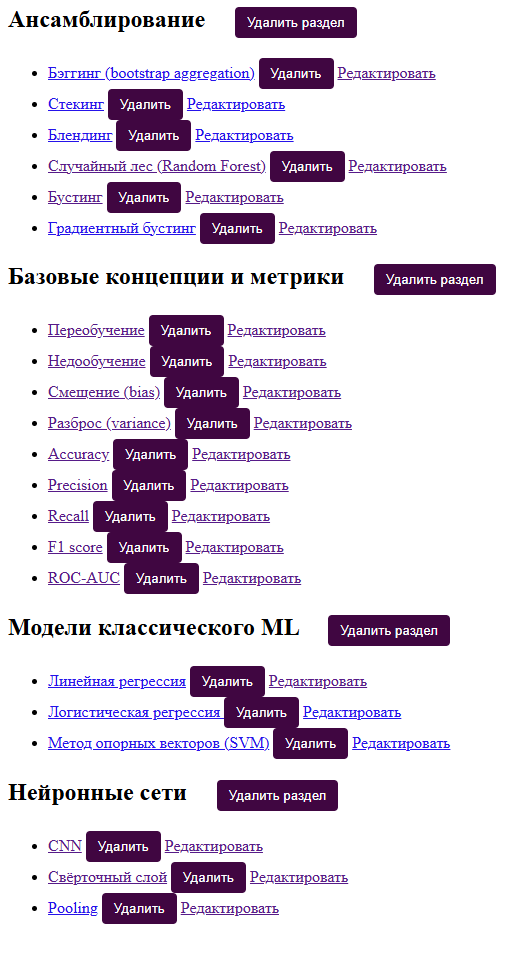 Ансамблирование Удалить раздел
Бэггинг (bootstrap aggregation) Удалить Редактировать
Стекинг Удалить Редактировать
Блендинг Удалить Редактировать
Случайный лес (Random Forest) Удалить Редактировать
Бустинг Удалить Редактировать
Градиентный бустинг Удалить Редактировать
Базовые концепции и метрики Удалить раздел
Переобучение Удалить Редактировать
Недообучение Удалить Редактировать
Смещение (bias) Удалить Редактировать
Разброс (variance) Удалить Редактировать
Accuracy Удалить Редактировать
Precision Удалить Редактировать
Recall Удалить Редактировать
F1 score Удалить Редактировать
ROC-AUC Удалить Редактировать
Модели классического ML Удалить раздел
Линейная регрессия Удалить Редактировать
Логистическая регрессия Удалить Редактировать
Метод опорных векторов (SVM) Удалить Редактировать
Нейронные сети Удалить раздел
CNN Удалить Редактировать
Свёрточный слой Удалить Редактировать
Pooling Удалить Редактировать